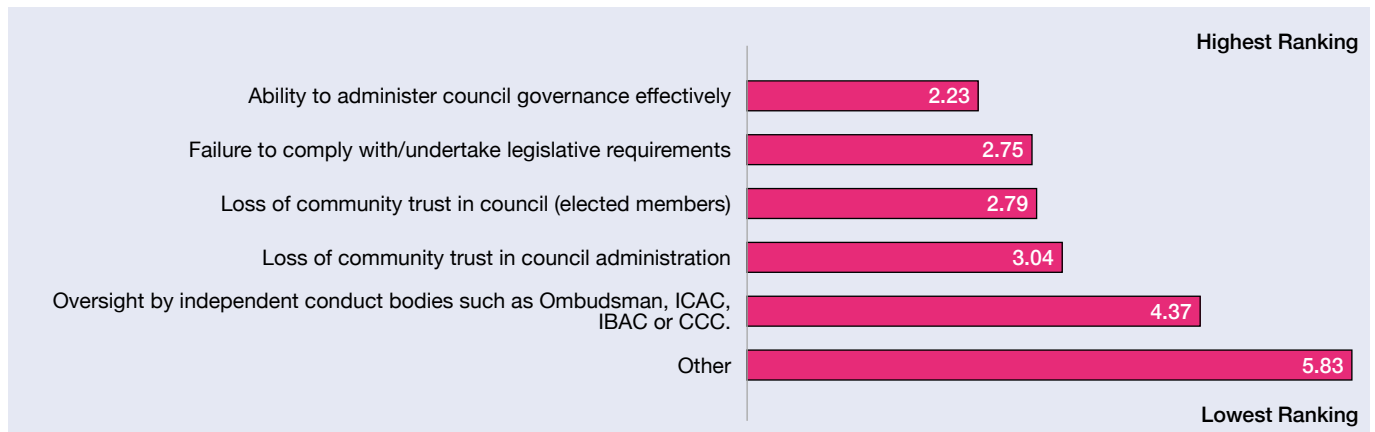 Highest Ranking
Ability to administer council governance effectively
2.23
Failure to comply with/undertake legislative requirements
2.75
Loss of community trust in council (elected members)
2.79
Loss of community trust in council administration
3.04
Oversight by independent conduct bodies such as Ombudsman, ICAC,
IBAC or CCC.
4.37
Other
5.83
Lowest Ranking